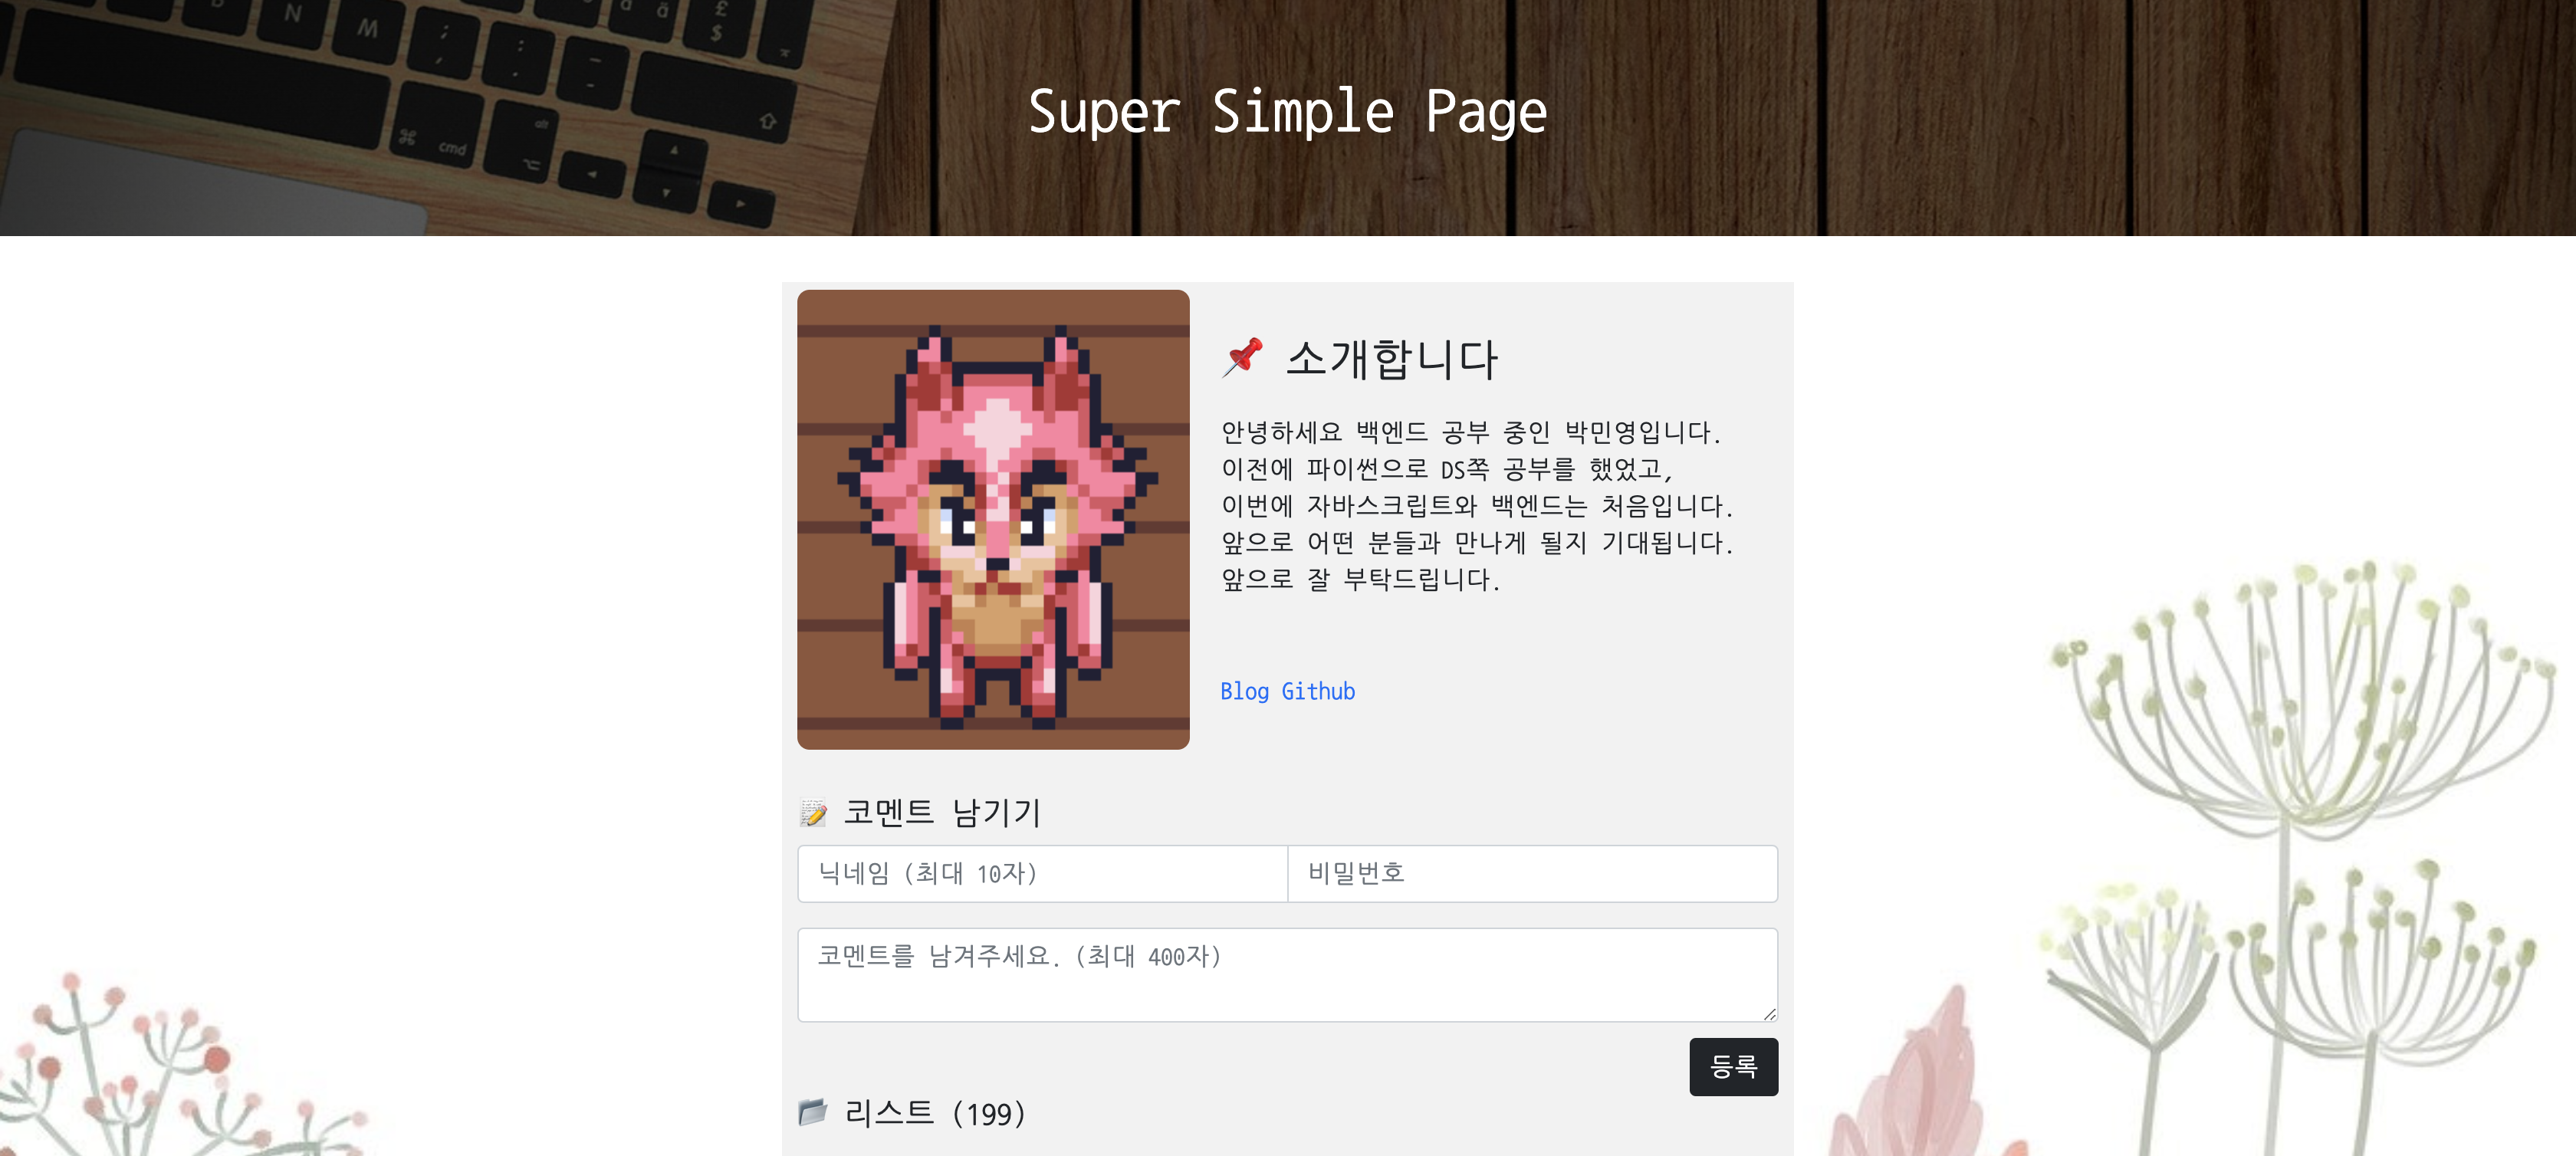 N
M
cmd
alt
Super Simple Page
📌 소개합니다
안녕하세요 백엔드 공부 중인 박민영입니다.
이전에 파이썬으로 DS쪽 공부를 했었고,
이번에 자바스크립트와 백엔드는 처음입니다.
앞으로 어떤 분들과 만나게 될지 기대됩니다.
앞으로 잘 부탁드립니다.
Blog Github
📝 코멘트 남기기
닉네임 (최대 10자)
비밀번호
코멘트를 남겨주세요. (최대 400자)
등록
📂 리스트 (199)